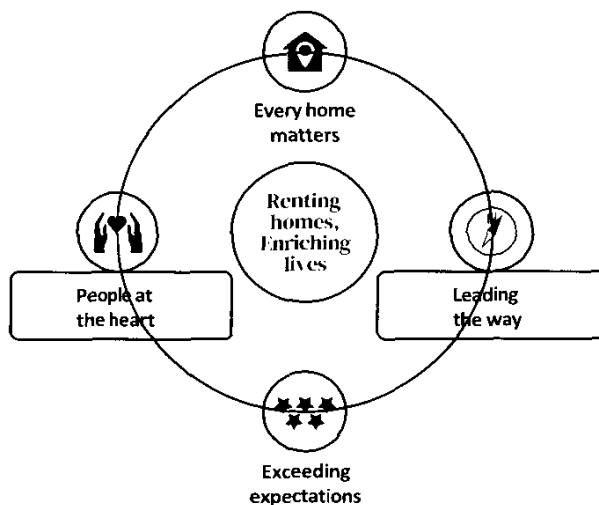 Every home
matters
Renting
homes,
Enriching
lives
People at
the heart
Leading
the way
Exceeding
expectations